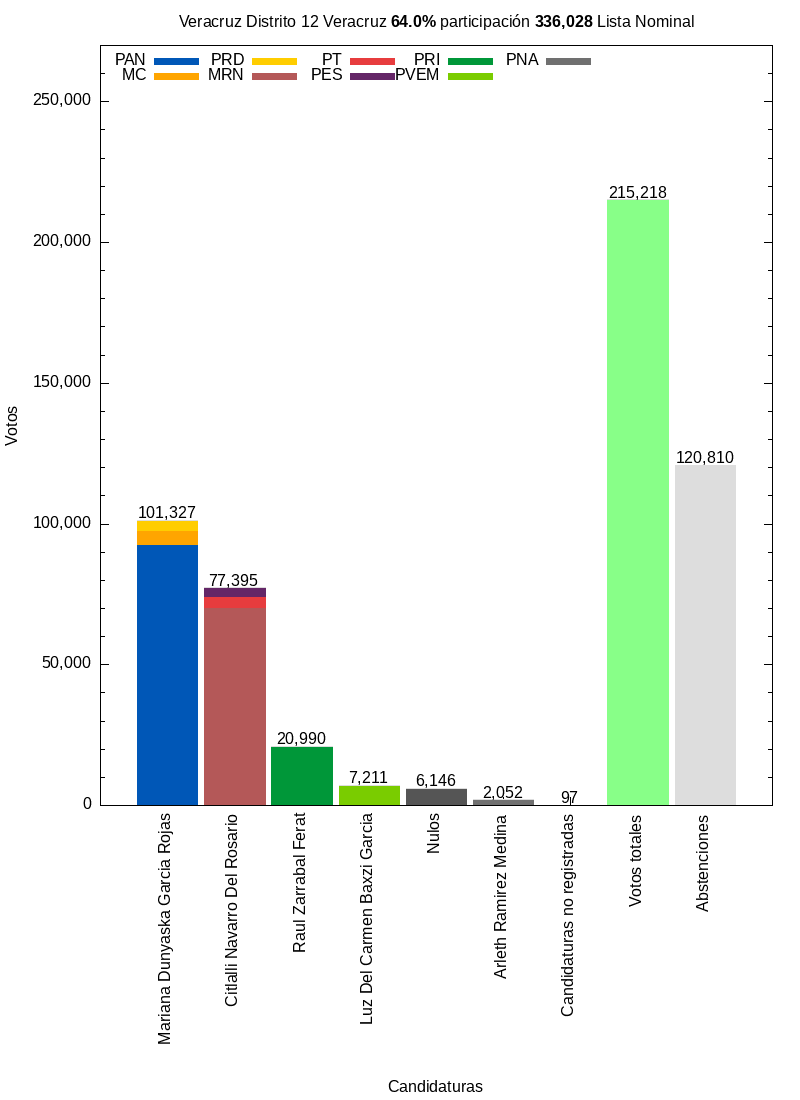 Veracruz Distrito 12 Veracruz 64.0% participación 336,028 Lista Nominal
PAN PRD PT PRI PNA
MC MRN PES PVEM
250,000
200,000
150,000
100,000
50,000
0
Votos
101,327
77,395
20,990
7,211
6,146
2,052
97
215,218
120,810
Mariana Dunyaska Garcia Rojas
Citlalli Navarro Del Rosario
Raul Zarrabal Ferat
Luz Del Carmen Baxzi Garcia
Nulos
Arleth Ramirez Medina
Candidaturas no registradas
Votos totales
Abstenciones
Candidaturas